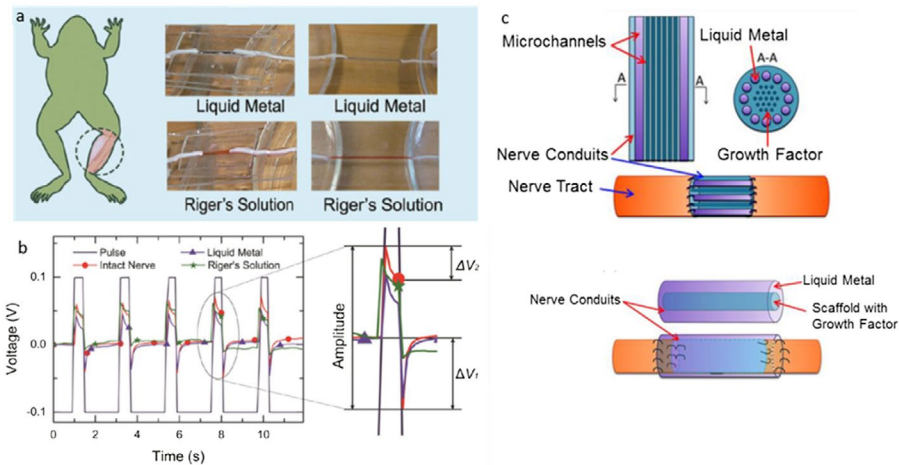 a
Liquid Metal
Liquid Metal
Riger's Solution
Riger's Solution
b
Pulse
Liquid Metal
Intact Nerve
Riger's Solution
Voltage (V)
0.1
0.0
-0.1
0
2
4
6
8
10
Time (s)
Amplitude
ΔV₂
ΔV₁
c
Microchannels
Liquid Metal
A-A
A
A
Nerve Conduits
Growth Factor
Nerve Tract
Liquid Metal
Nerve Conduits
Scaffold with
Growth Factor